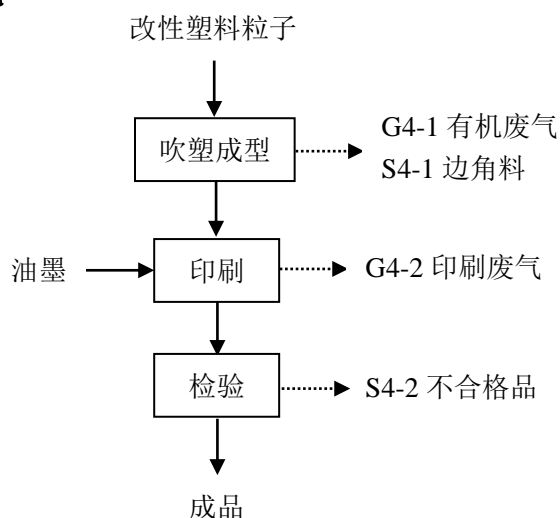 改性塑料粒子
吹塑成型
G4-1 有机废气
S4-1 边角料
油墨
印刷
G4-2 印刷废气
检验
S4-2 不合格品
成品